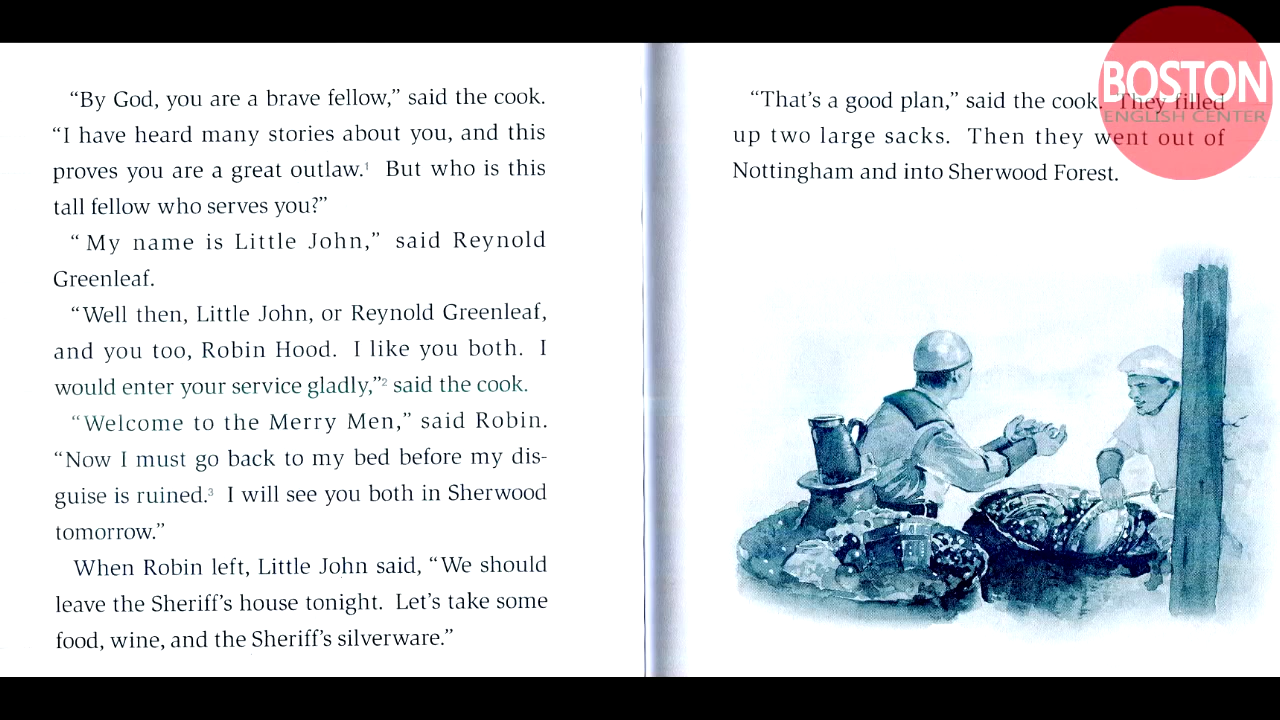 “By God, you are a brave fellow,” said the cook.
“I have heard many stories about you, and this
proves you are a great outlaw.¹ But who is this
tall fellow who serves you?”
“ My name is Little John,” said Reynold
Greenleaf.
“Well then, Little John, or Reynold Greenleaf,
and you too, Robin Hood. I like you both. I
would enter your service gladly,”² said the cook.
“Welcome to the Merry Men,” said Robin.
“Now I must go back to my bed before my dis-
guise is ruined.³ I will see you both in Sherwood
tomorrow.”
When Robin left, Little John said, “We should
leave the Sheriff’s house tonight. Let’s take some
food, wine, and the Sheriff’s silverware.”
“That’s a good plan,” said the cook. They filled
up two large sacks. Then they went out of
Nottingham and into Sherwood Forest.
BOSTON
ENGLISH CENTER